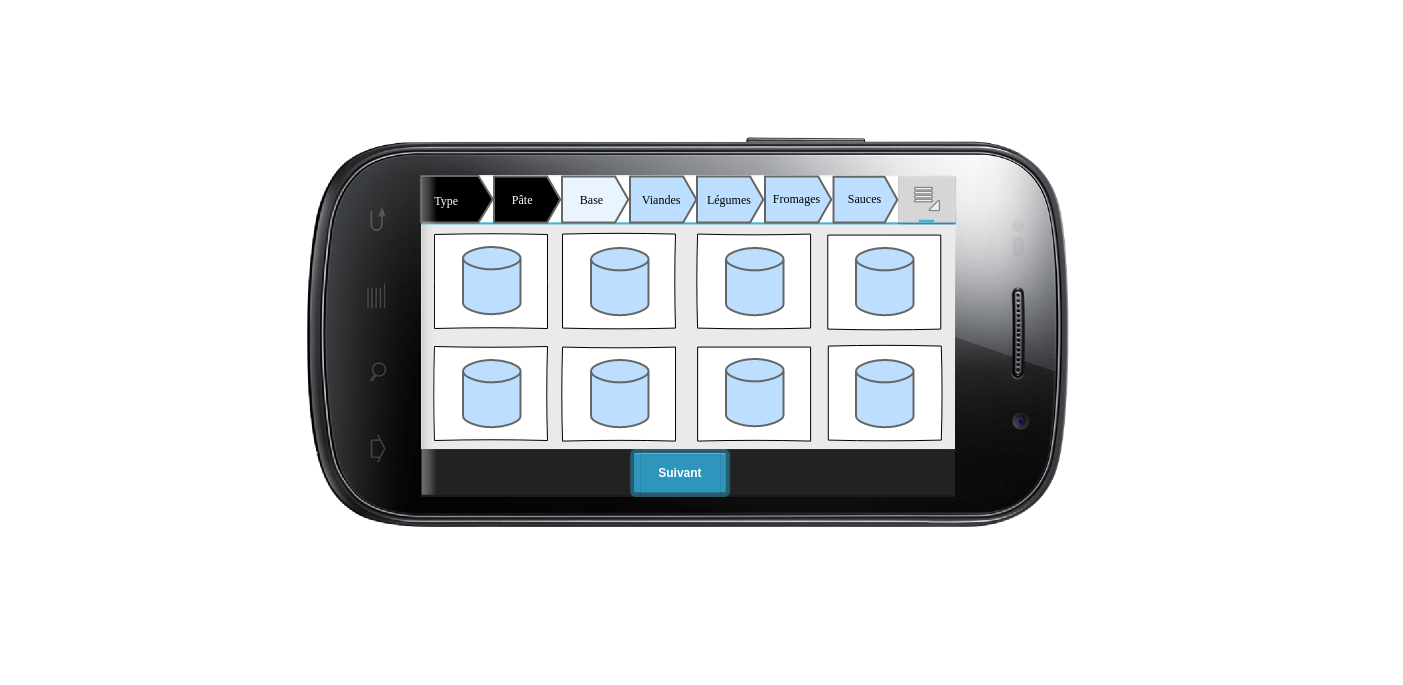 Type
Pâte
Base
Viandes
Légumes
Fromages
Sauces
Suivant